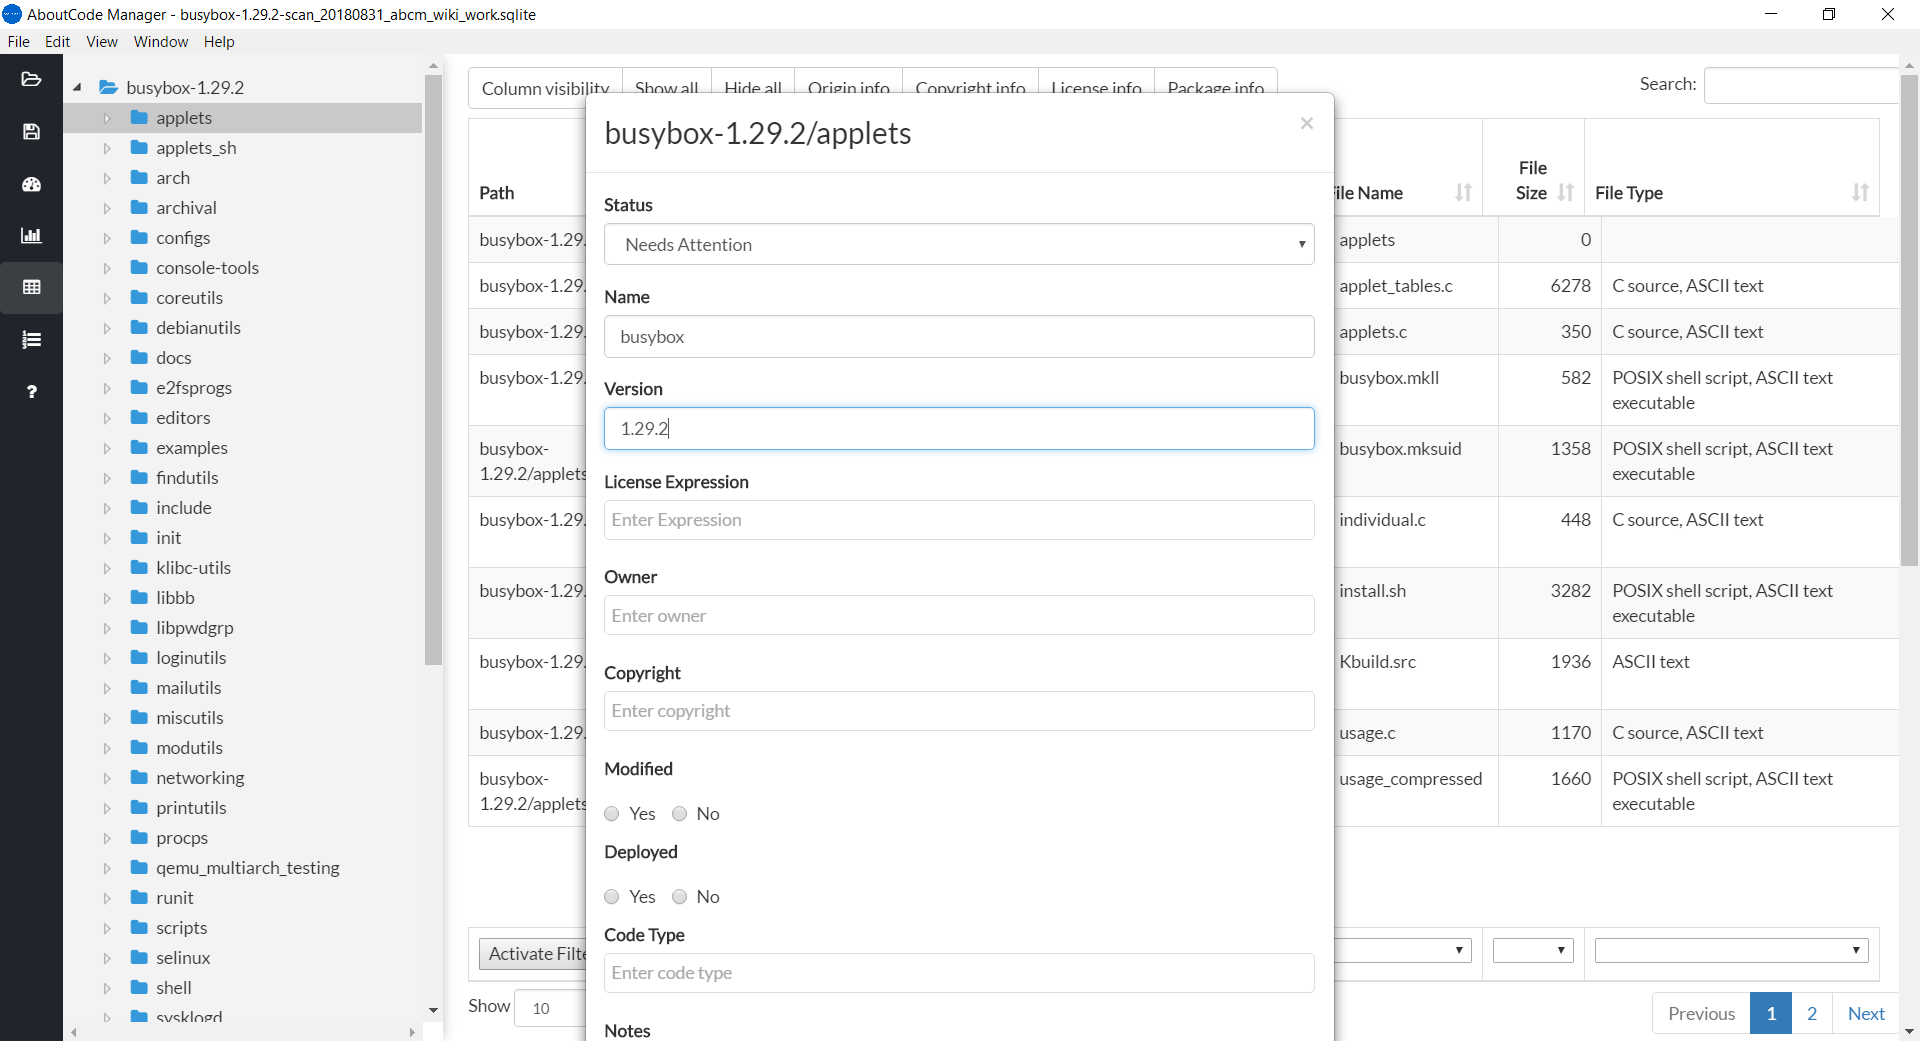 AboutCode Manager - busybox-1.29.2-scan_20180831_abcm_wiki_work.sqlite
File Edit View Window Help
busybox-1.29.2
applets
applets_sh
arch
archival
configs
console-tools
coreutils
debianutils
docs
e2fsprogs
editors
examples
findutils
include
init
klibc-utils
libbb
libpwdgrp
loginutils
mailutils
miscutils
modutils
networking
printutils
procps
qemu_multiarch_testing
runit
scripts
selinux
shell
sysklogd
Column visibility Show all Hide all Origin info Copyright info License info Package info
Search:
busybox-1.29.2/applets
×
Status
Needs Attention
Name
busybox
Version
1.29.2
License Expression
Enter Expression
Owner
Enter owner
Copyright
Enter copyright
Modified
Yes No
Deployed
Yes No
Code Type
Enter code type
Notes
Path File Name File Size File Type
busybox-1.29. applets 0
busybox-1.29. applet_tables.c 6278 C source, ASCII text
busybox-1.29. applets.c 350 C source, ASCII text
busybox-1.29. busybox.mkll 582 POSIX shell script, ASCII text
executable
busybox- busybox.mksuid 1358 POSIX shell script, ASCII text
1.29.2/applets executable
busybox-1.29. individual.c 448 C source, ASCII text
busybox-1.29. install.sh 3282 POSIX shell script, ASCII text
executable
busybox-1.29. Kbuild.src 1936 ASCII text
busybox-1.29. usage.c 1170 C source, ASCII text
busybox- usage_compressed 1660 POSIX shell script, ASCII text
1.29.2/applets executable
Activate Filte
Show 10
Previous 1 2 Next